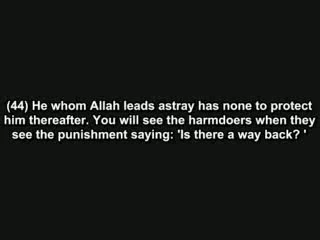 (44) He whom Allah leads astray has none to protect
him thereafter. You will see the harmdoers when they
see the punishment saying: 'Is there a way back? '